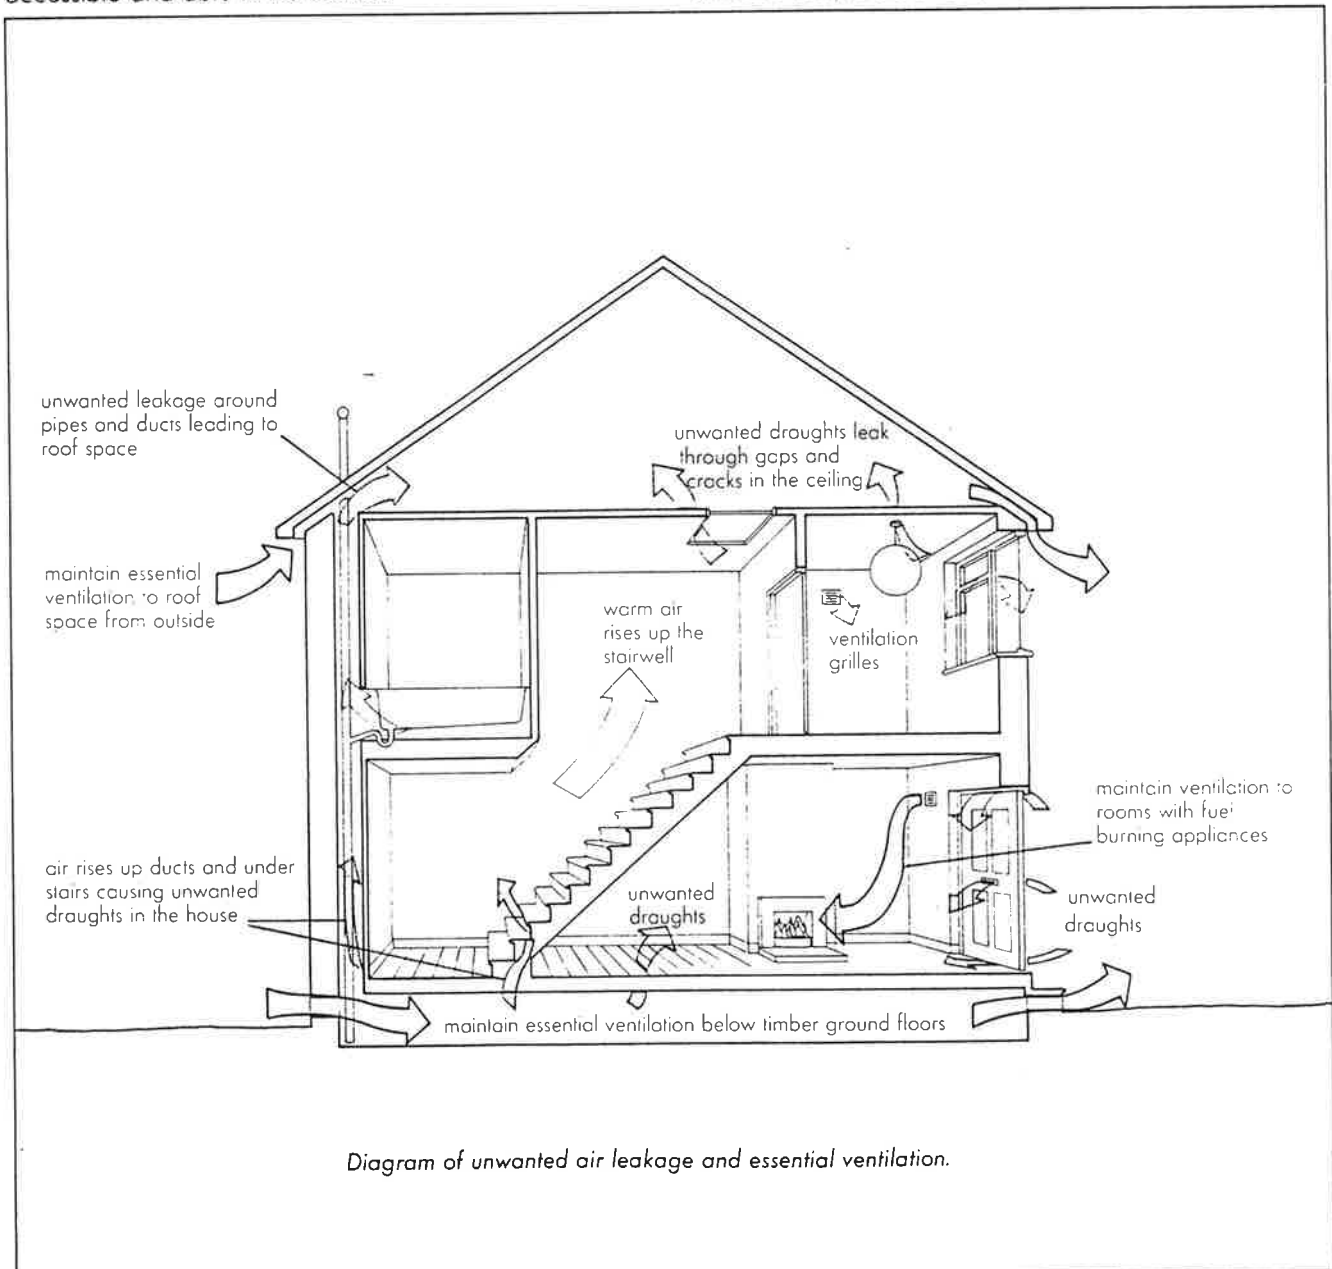 unwanted leakage around
pipes and ducts leading to
roof space
unwanted draughts leak
through gaps and
cracks in the ceiling
maintain essential
ventilation to roof
space from outside
warm air
rises up the
stairwell
ventilation
grilles
maintain ventilation to
rooms with fuel
burning appliances
air rises up ducts and under
stairs causing unwanted
draughts in the house
unwanted
draughts
unwanted
draughts
maintain essential ventilation below timber ground floors
Diagram of unwanted air leakage and essential ventilation.